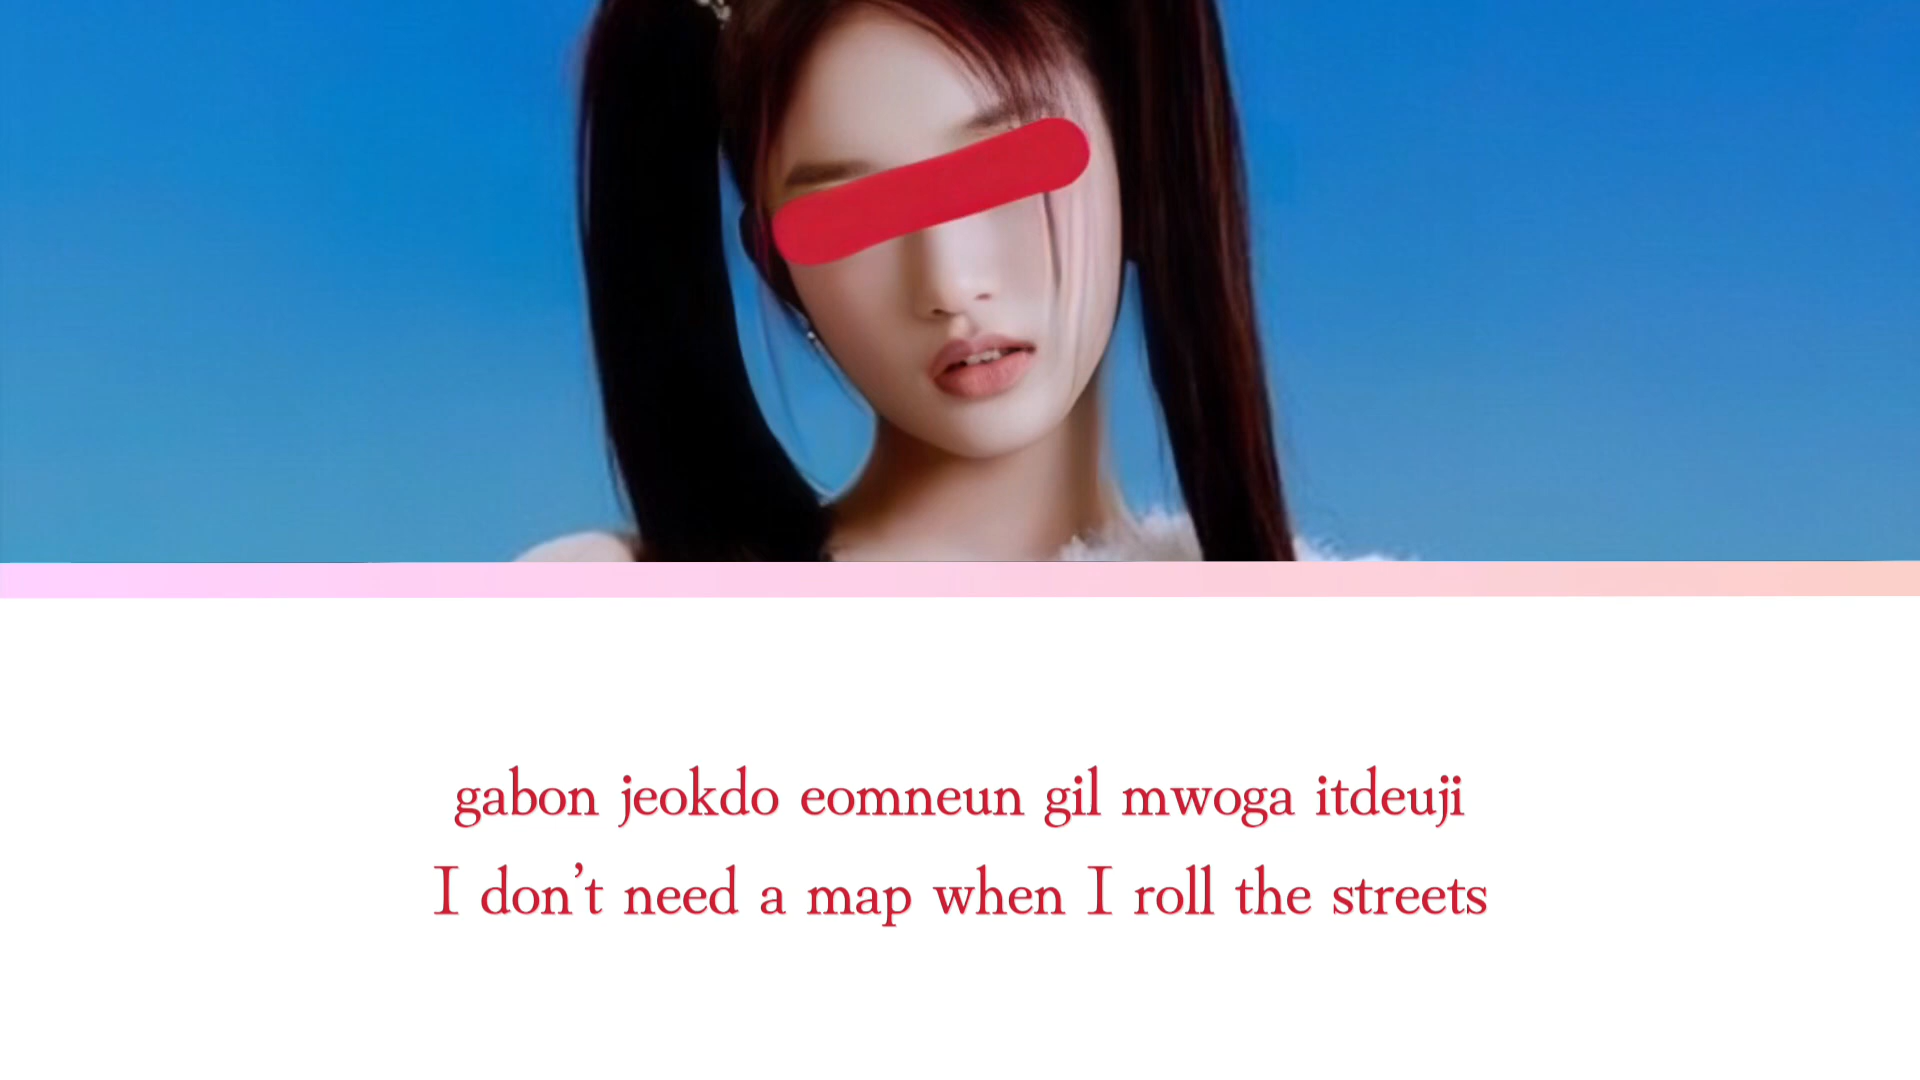 gabon jeokdo eomneun gil mwoga itdeuji
I don’t need a map when I roll the streets